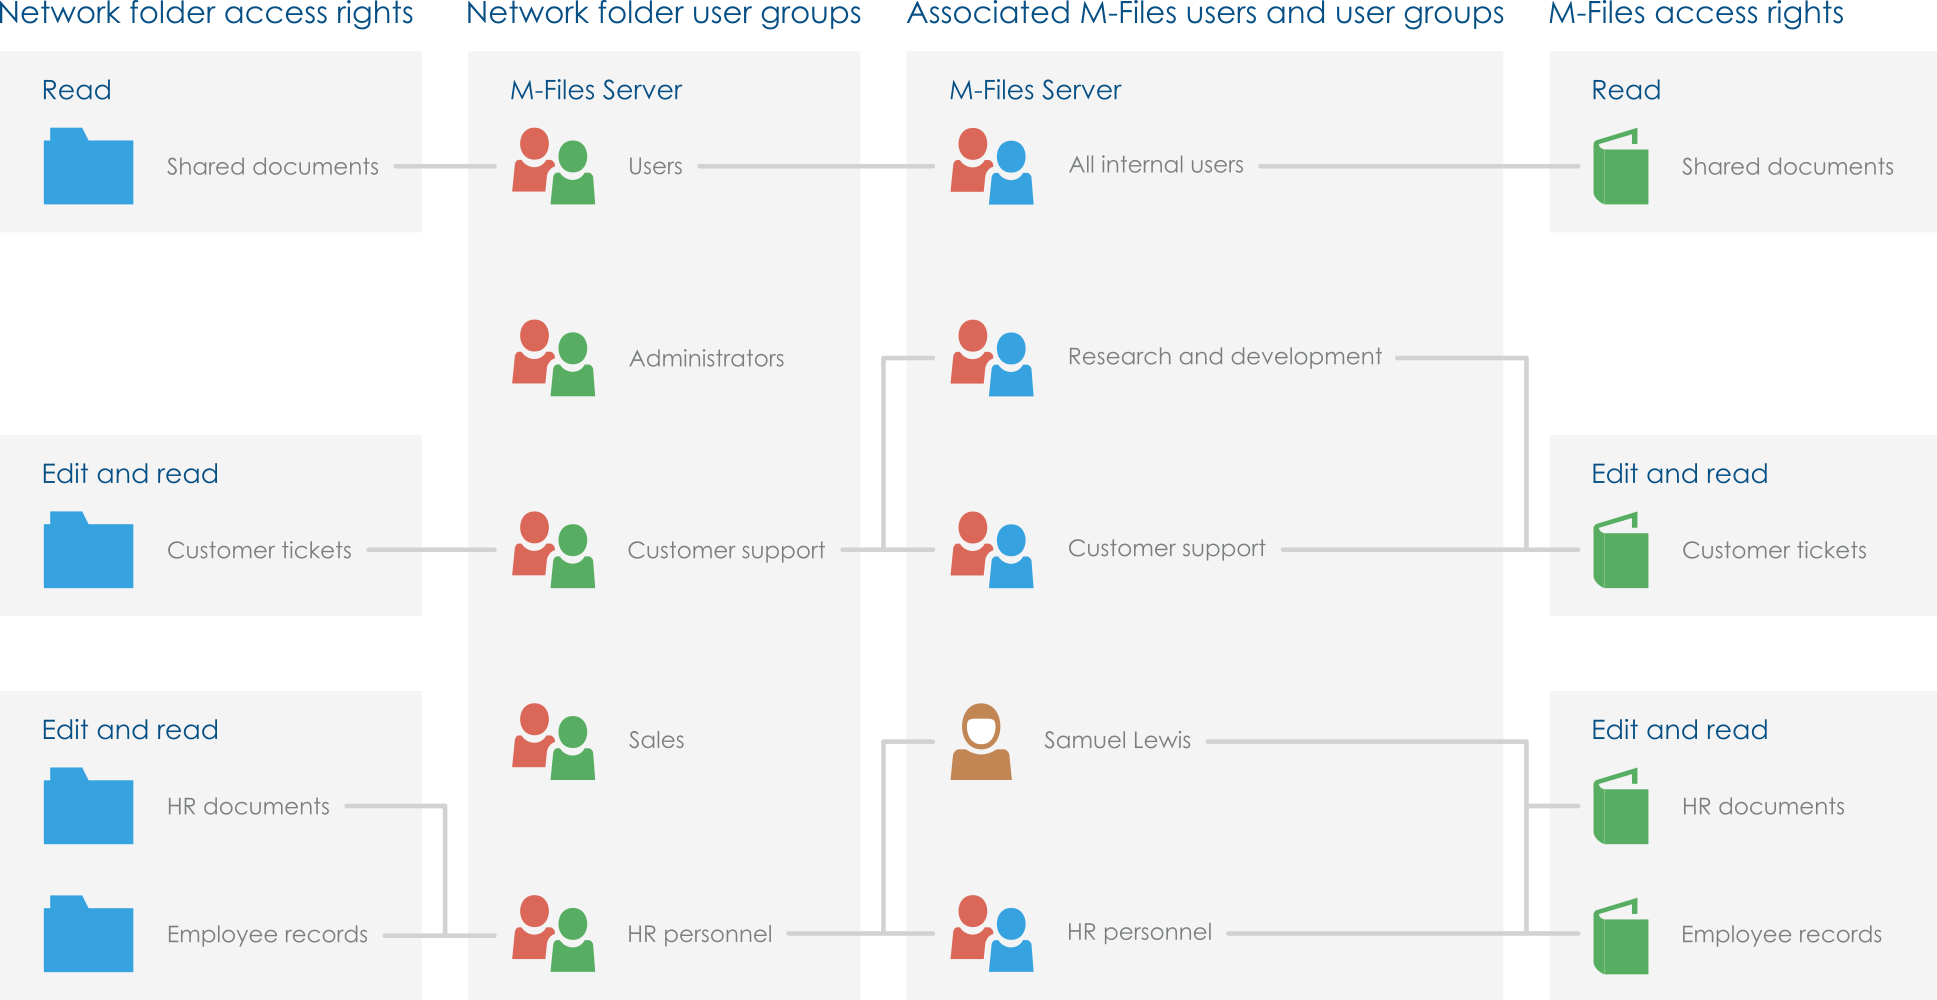 Network folder access rights
Network folder user groups
Associated M-Files users and user groups
M-Files access rights
Read
M-Files Server
M-Files Server
Read
Shared documents
Users
All internal users
Shared documents
Administrators
Research and development
Edit and read
Edit and read
Customer tickets
Customer support
Customer support
Customer tickets
Edit and read
Sales
Samuel Lewis
Edit and read
HR documents
HR documents
Employee records
HR personnel
HR personnel
Employee records